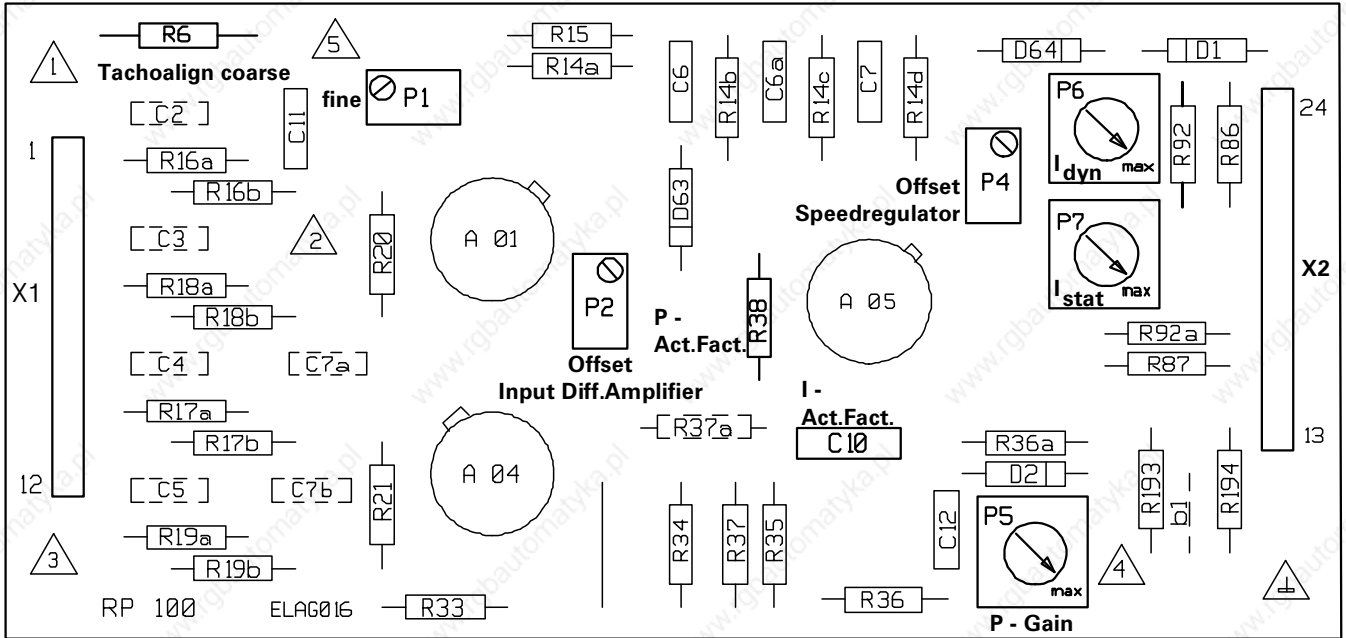 R6
5
R15
R14a
1
Tachoalign coarse
fine
P1
C6
R14b
C6a
R14c
C7
R14d
D64
D1
P6
I dyn
max
R92
R86
24
C2
C11
1
R16a
R16b
D63
Offset
Speedregulator
P4
C3
2
R20
A 01
P7
I stat
max
X1
R18a
R18b
P2
P -
Act.Fact.
R38
A 05
X2
R92a
R87
C4
C7a
Offset
Input Diff.Amplifier
I -
Act.Fact.
R17a
R17b
R37a
C10
R36a
D2
13
12
C5
C7b
R21
A 04
R34
R37
R35
C12
P5
max
R193
b1
R194
R19a
R19b
3
4
RP 100
ELAG016
R33
R36
P - Gain
www.rgbautomatyka.pl